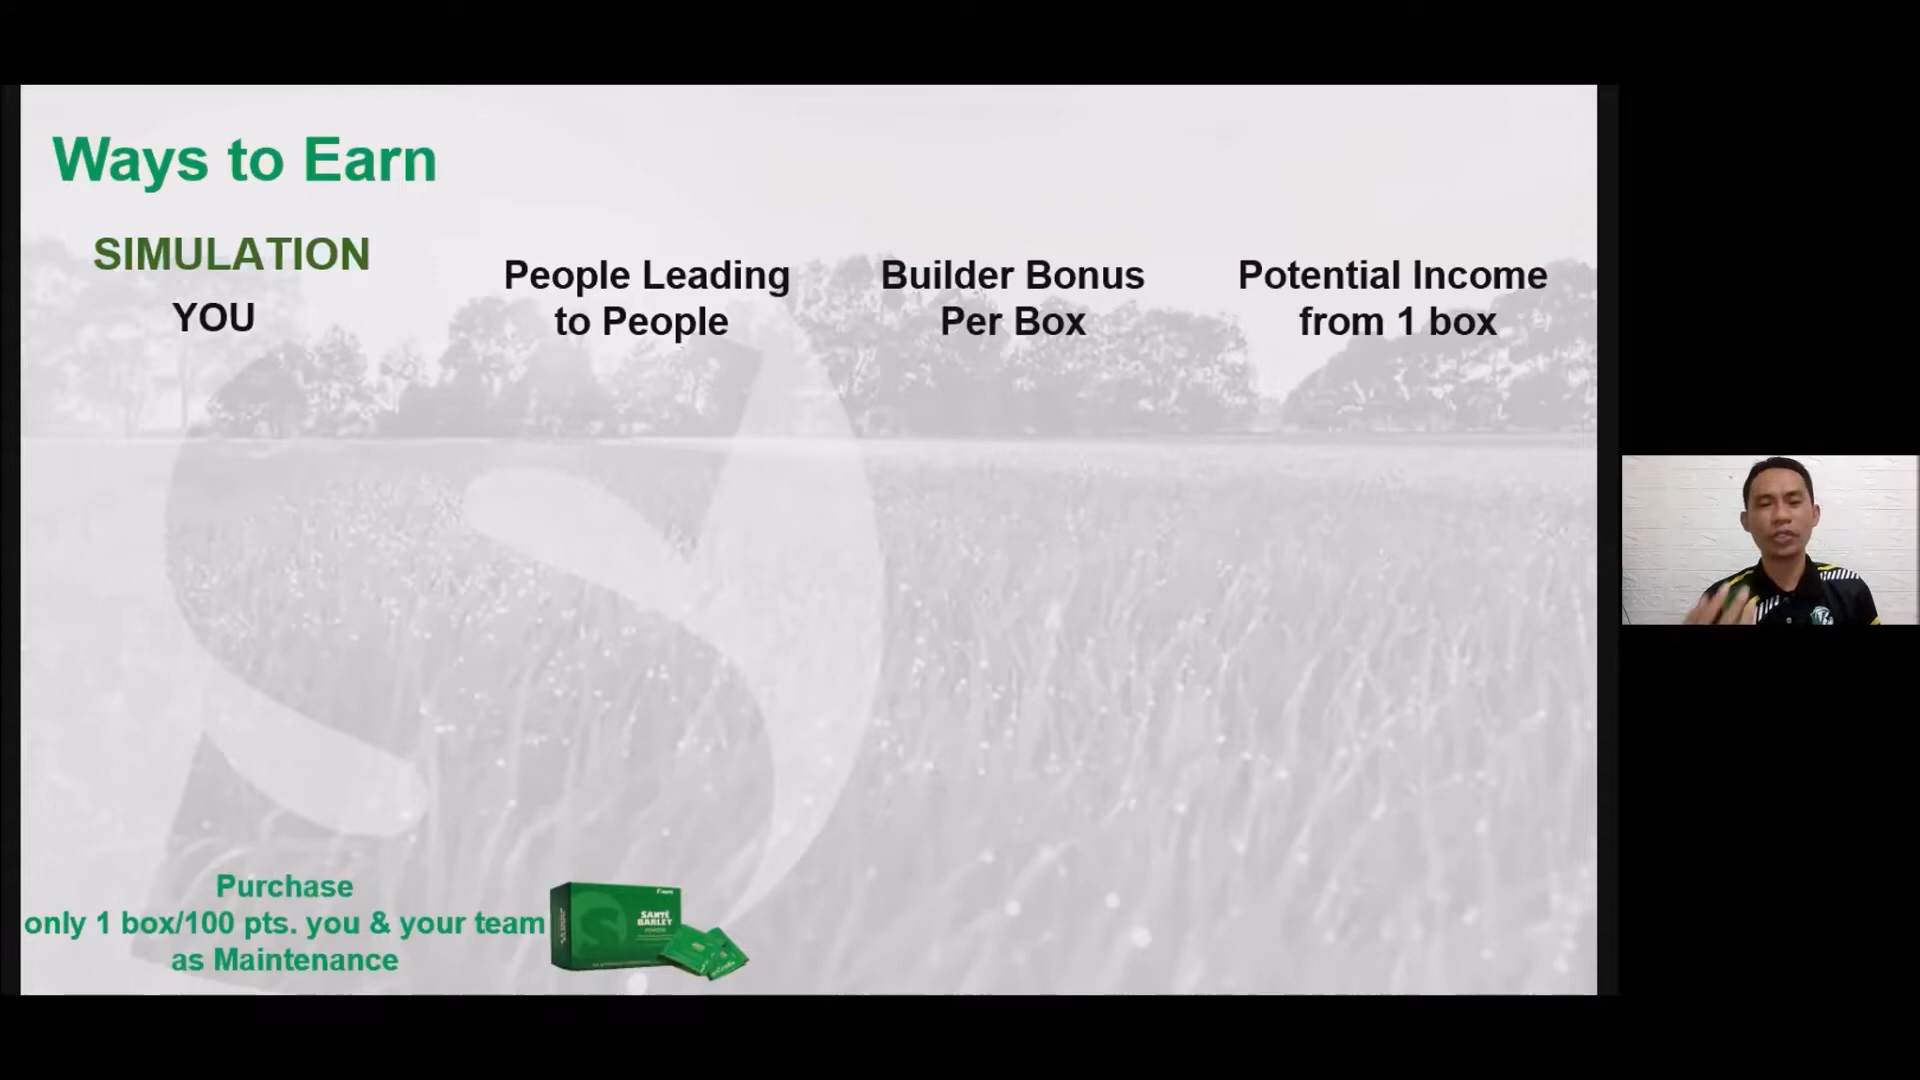 Ways to Earn
SIMULATION
YOU
People Leading
to People
Builder Bonus
Per Box
Potential Income
from 1 box
Purchase
only 1 box/100 pts. you & your team
as Maintenance
SANTÉ
BARLEY